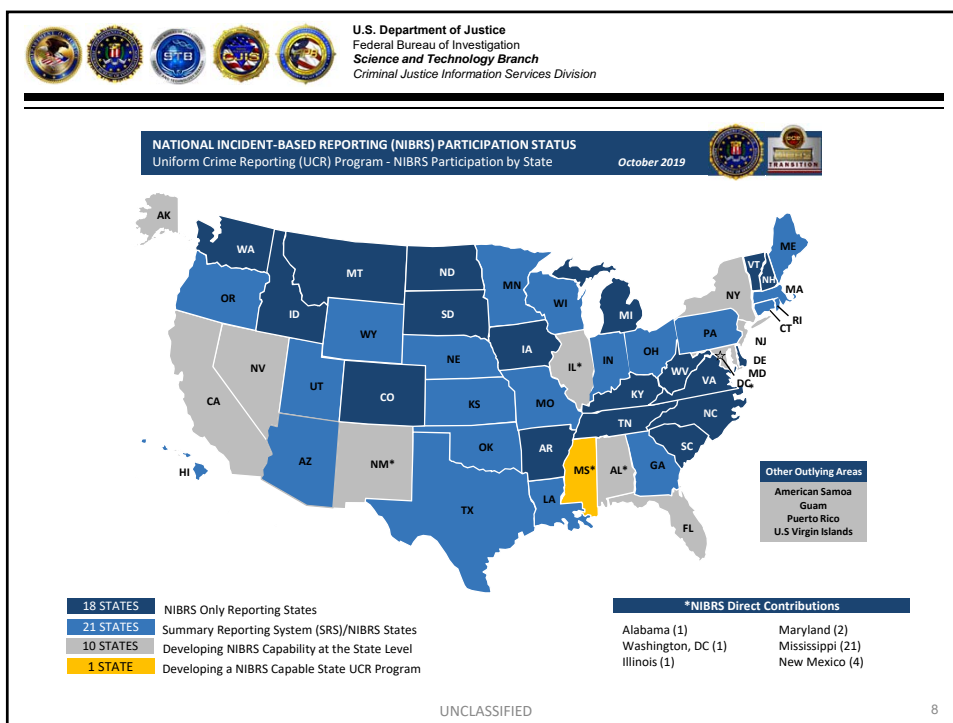 U.S. Department of Justice
Federal Bureau of Investigation
Science and Technology Branch
Criminal Justice Information Services Division
NATIONAL INCIDENT-BASED REPORTING (NIBRS) PARTICIPATION STATUS
Uniform Crime Reporting (UCR) Program - NIBRS Participation by State
October 2019
TRANSITION
AK
WA
MT
ND
MN
ME
VT
NH
OR
ID
WY
SD
WI
MI
NY
MA
RI
CT
NV
UT
CO
NE
IA
IL*
IN
OH
PA
NJ
DE
MD
DC*
CA
KS
MO
KY
WV
VA
AZ
NM*
OK
AR
TN
NC
SC
HI
TX
LA
MS*
AL*
GA
FL
Other Outlying Areas
American Samoa
Guam
Puerto Rico
U.S Virgin Islands
18 STATES NIBRS Only Reporting States
21 STATES Summary Reporting System (SRS)/NIBRS States
10 STATES Developing NIBRS Capability at the State Level
1 STATE Developing a NIBRS Capable State UCR Program
*NIBRS Direct Contributions
Alabama (1)
Washington, DC (1)
Illinois (1)
Maryland (2)
Mississippi (21)
New Mexico (4)
UNCLASSIFIED
8